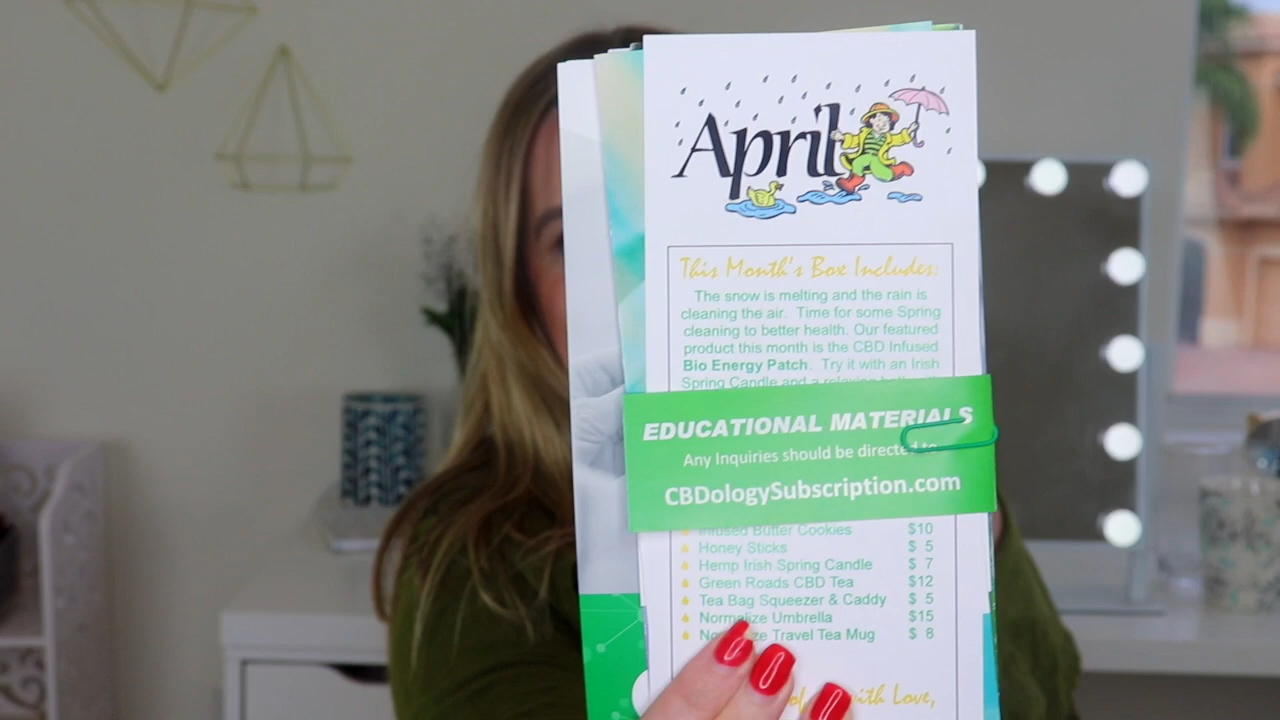 April
This Month's Box Includes:
The snow is melting and the rain is
cleaning the air. Time for some Spring
cleaning to better health. Our featured
product this month is the CBD Infused
Bio Energy Patch. Try it with an Irish
Spring Candle and a relaxing
EDUCATIONAL MATERIALS
Any Inquiries should be directed to
CBDologySubscription.com
Infused Butter Cookies $10
Honey Sticks $ 5
Hemp Irish Spring Candle $ 7
Green Roads CBD Tea $12
Tea Bag Squeezer & Caddy $ 5
Normalize Umbrella $15
Travel Tea Mug $ 8
with Love,